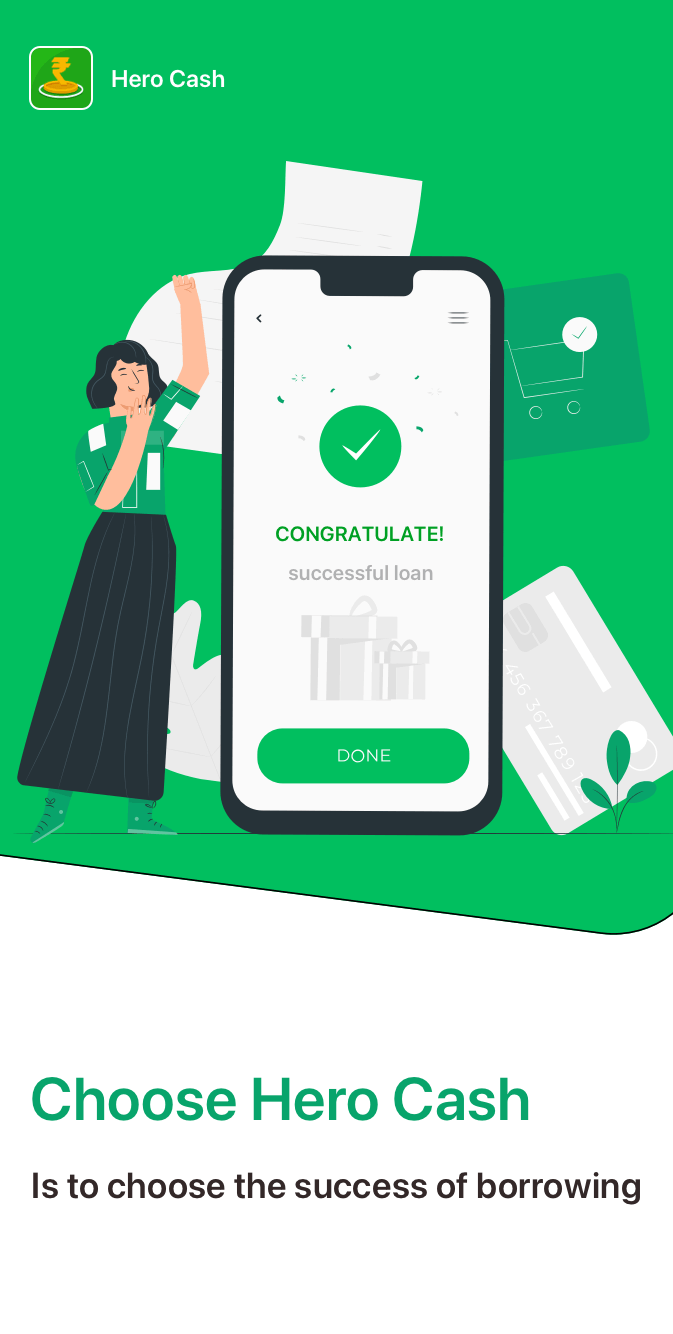 Hero Cash
CONGRATULATE!
successful loan
DONE
456 367 789 1
Choose Hero Cash
Is to choose the success of borrowing